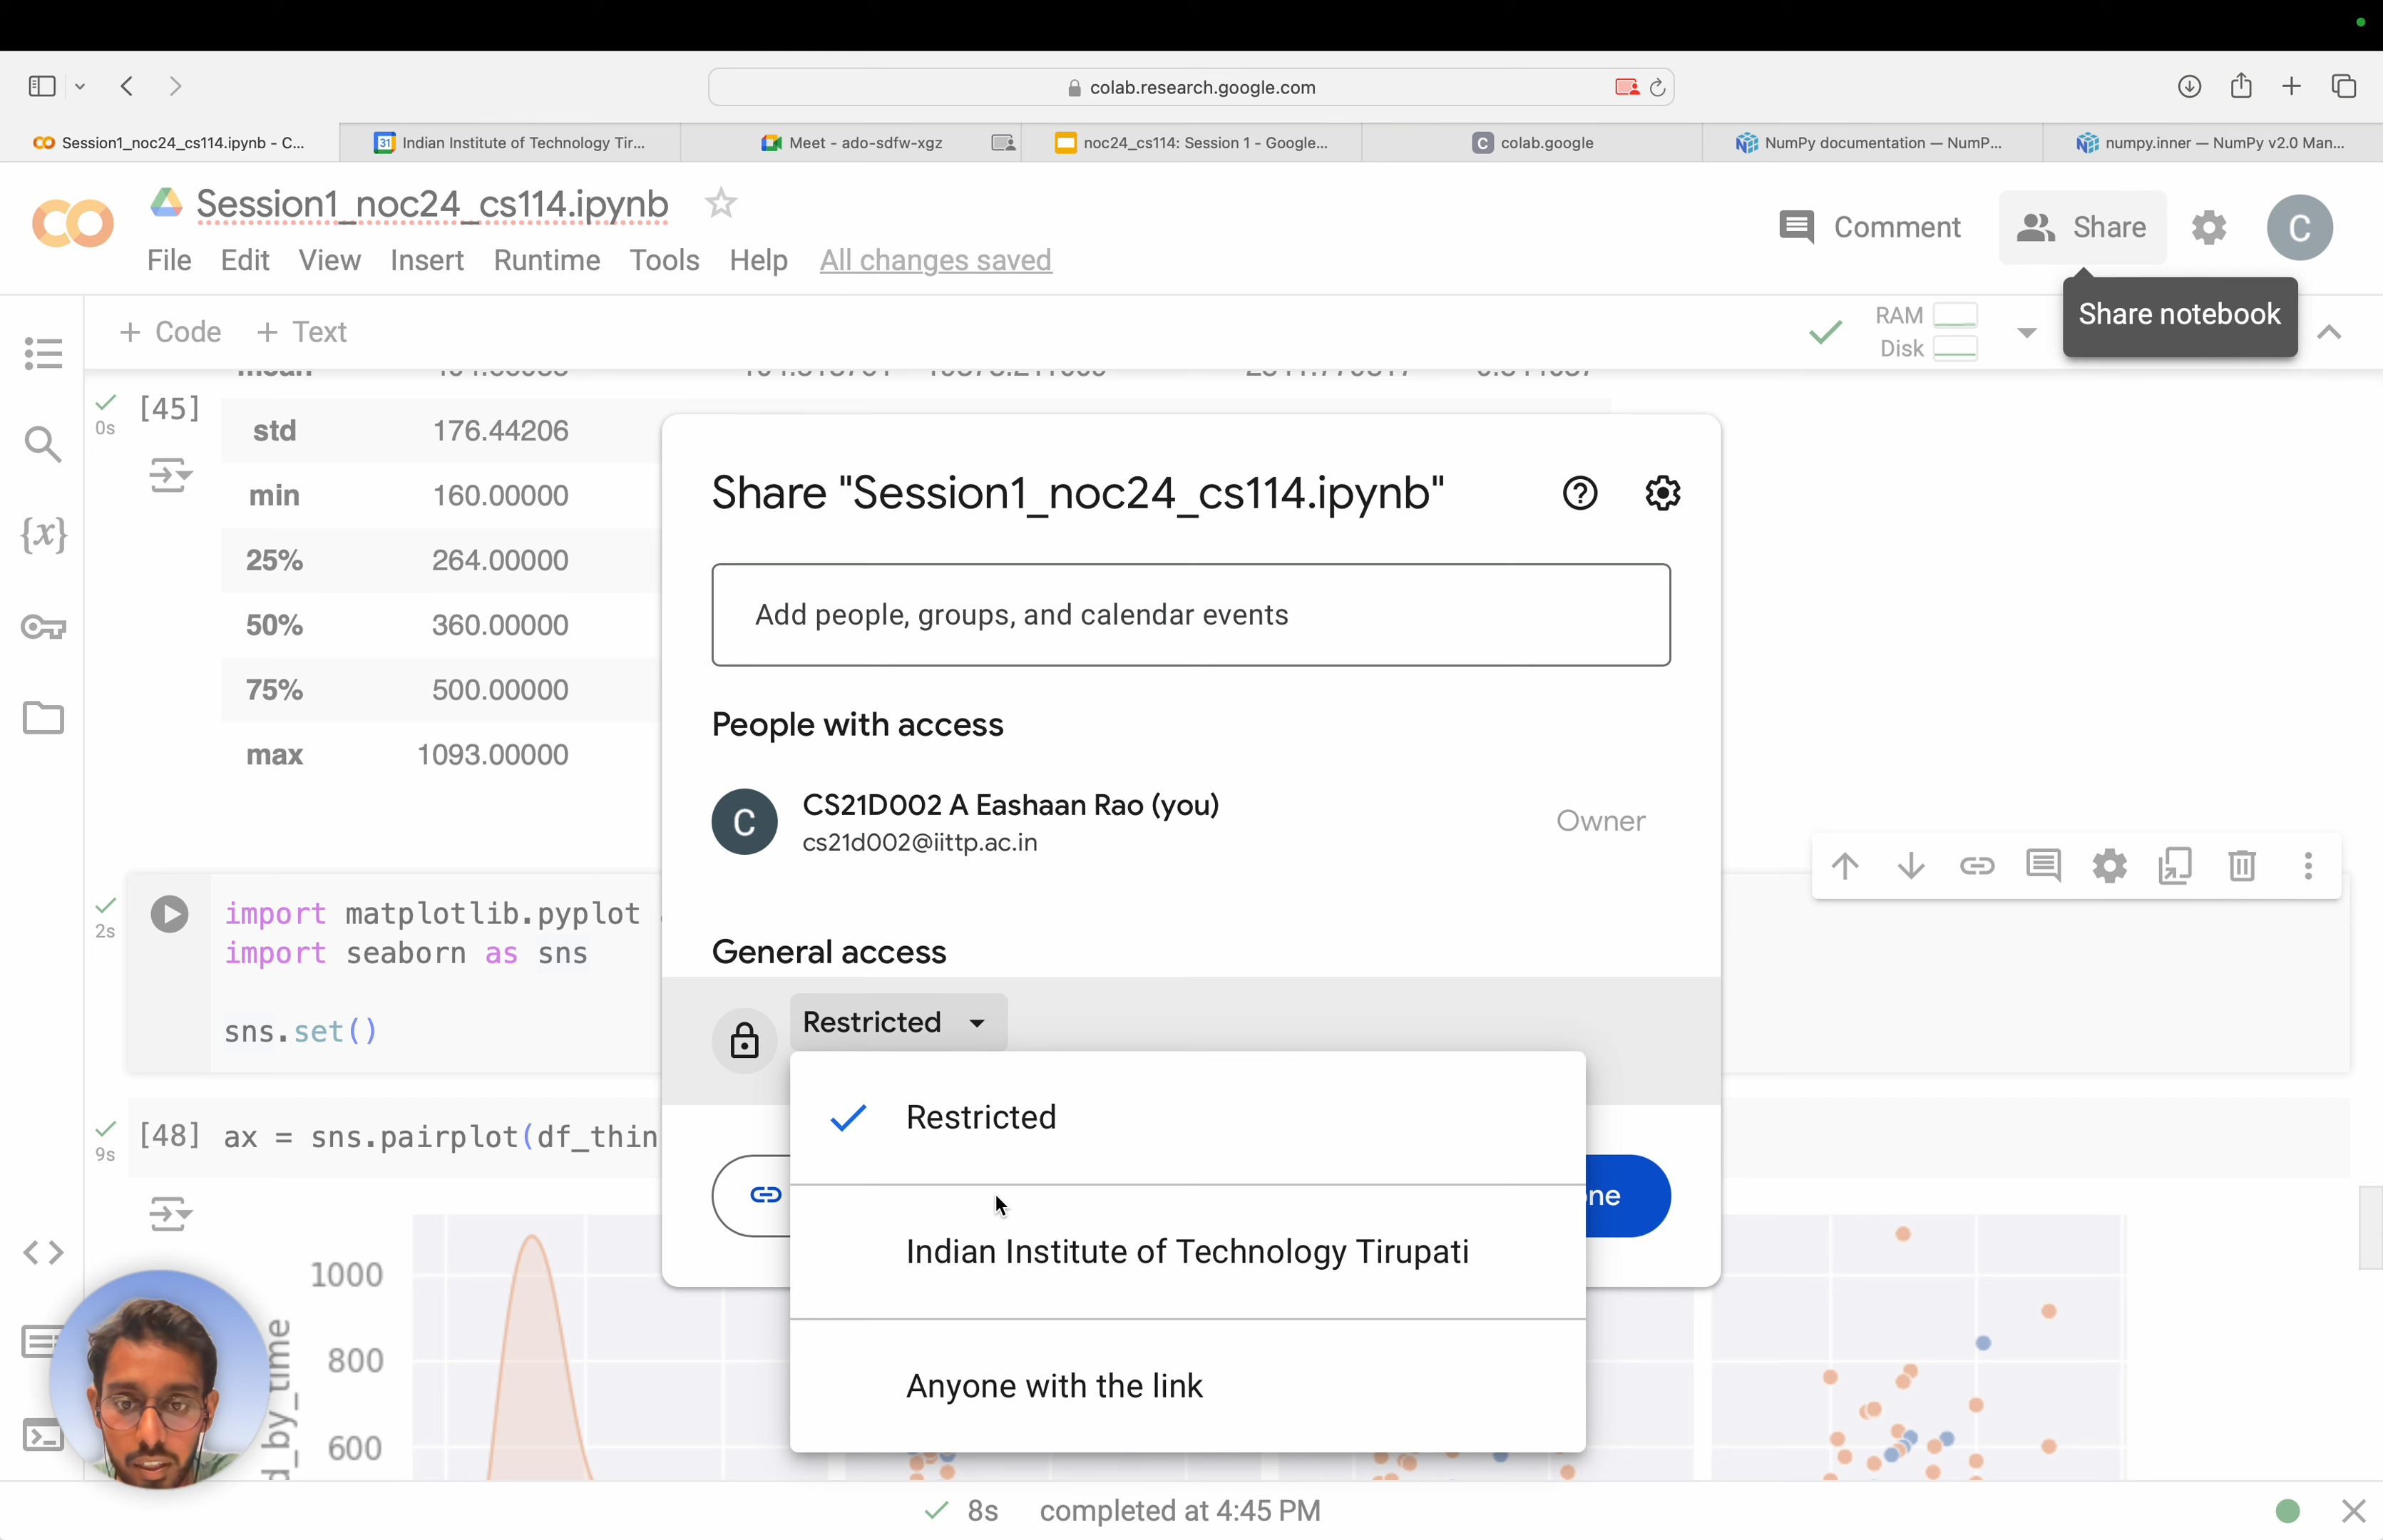 colab.research.google.com
Session1_noc24_cs114.ipynb - C...
31
Indian Institute of Technology Tir...
Meet - ado-sdfw-xgz
noc24_cs114: Session 1 - Google...
C
colab.google
NumPy documentation — NumP...
numpy.inner — NumPy v2.0 Man...
Session1_noc24_cs114.ipynb
Comment
Share
C
File Edit View Insert Runtime Tools Help All changes saved
Share notebook
+ Code + Text
RAM
Disk
[45]
0s
std 176.44206
min 160.00000
25% 264.00000
50% 360.00000
75% 500.00000
max 1093.00000
{x}
Share "Session1_noc24_cs114.ipynb"
Add people, groups, and calendar events
People with access
C
CS21D002 A Eashaan Rao (you)
cs21d002@iittp.ac.in
Owner
General access
Restricted
Restricted
Indian Institute of Technology Tirupati
Anyone with the link
2s
import matplotlib.pyplot
import seaborn as sns
sns.set()
9s
[48] ax = sns.pairplot(df_thin
1000
800
600
8s completed at 4:45 PM